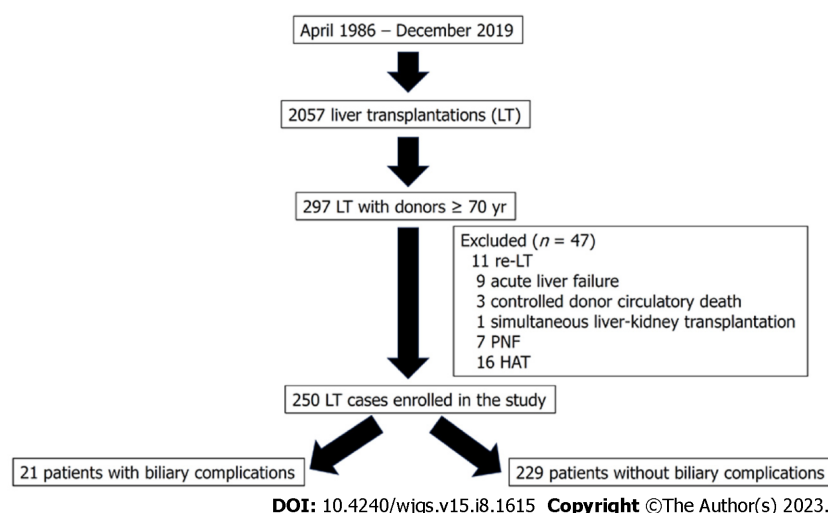 April 1986 – December 2019
2057 liver transplantations (LT)
297 LT with donors ≥ 70 yr
Excluded (n = 47)
11 re-LT
9 acute liver failure
3 controlled donor circulatory death
1 simultaneous liver-kidney transplantation
7 PNF
16 HAT
250 LT cases enrolled in the study
21 patients with biliary complications
229 patients without biliary complications
DOI: 10.4240/wjgs.v15.i8.1615 Copyright ©The Author(s) 2023.